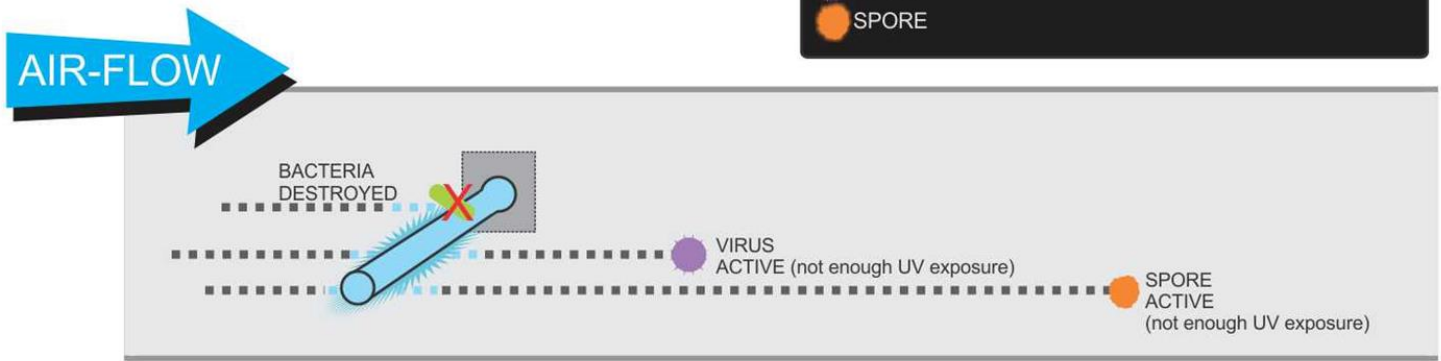 SPORE
AIR-FLOW
BACTERIA
DESTROYED
VIRUS
ACTIVE (not enough UV exposure)
SPORE
ACTIVE
(not enough UV exposure)